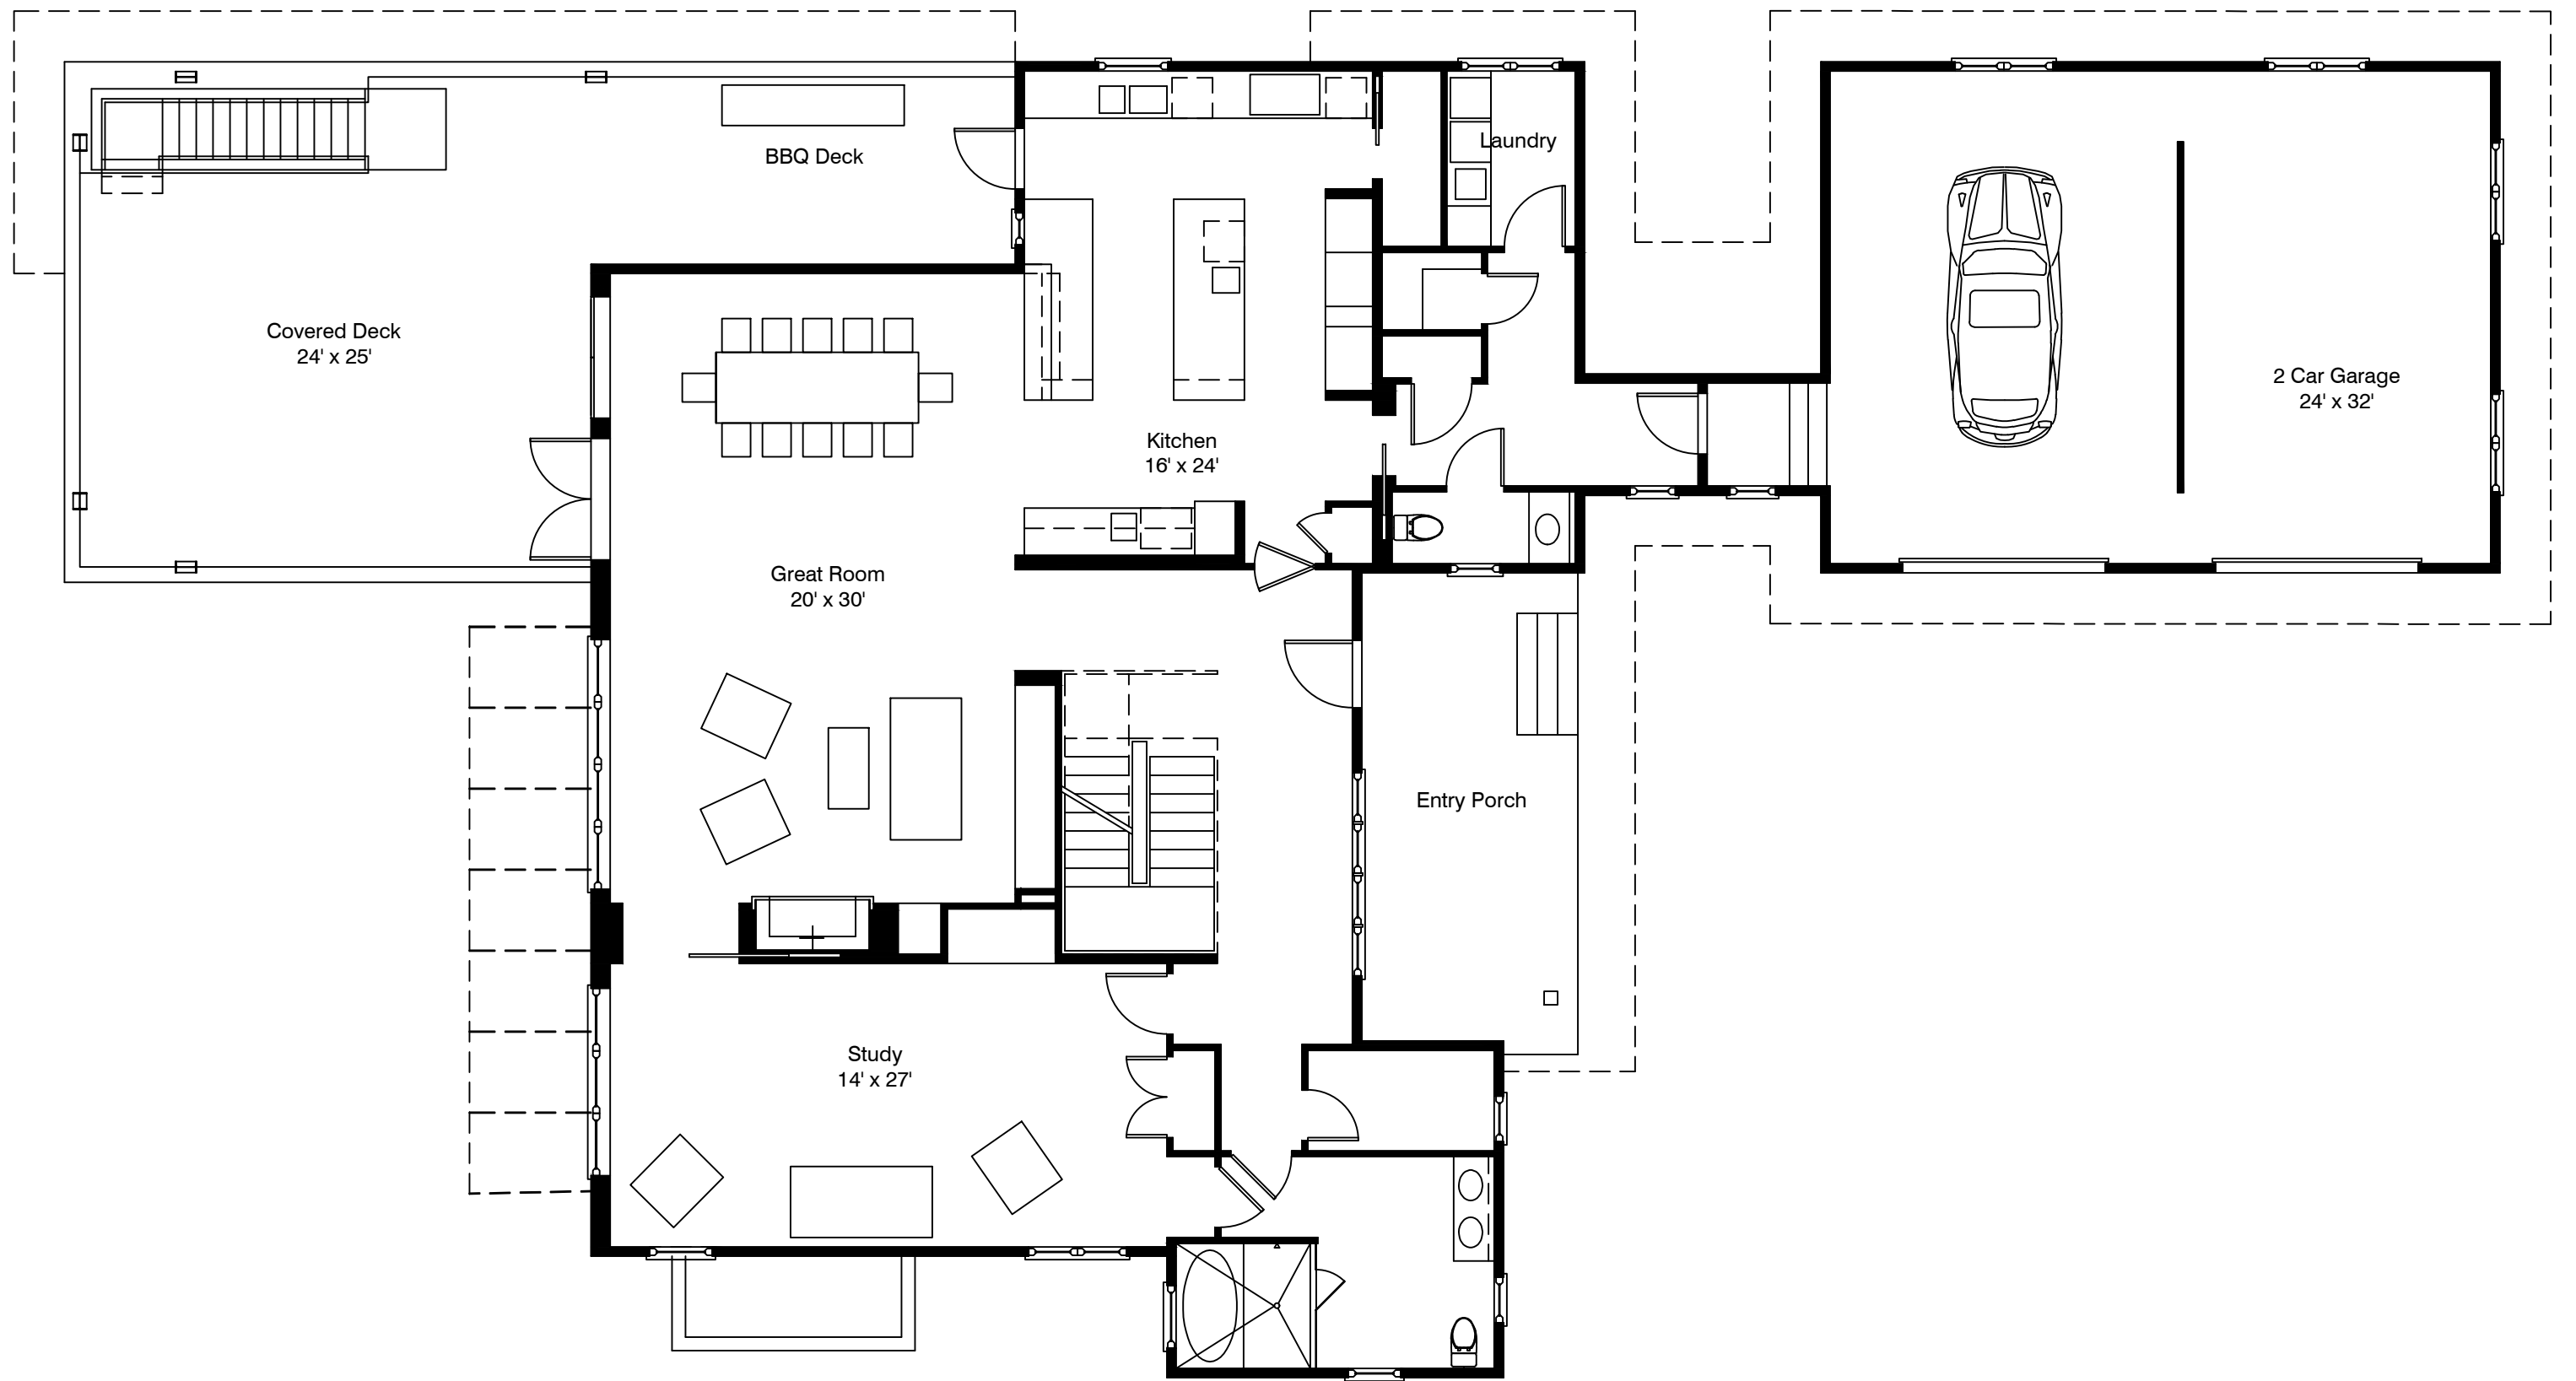 Laundry
BBQ Deck
Covered Deck
24' x 25'
2 Car Garage
24' x 32'
Kitchen
16' x 24'
Great Room
20' x 30'
Entry Porch
Study
14' x 27'